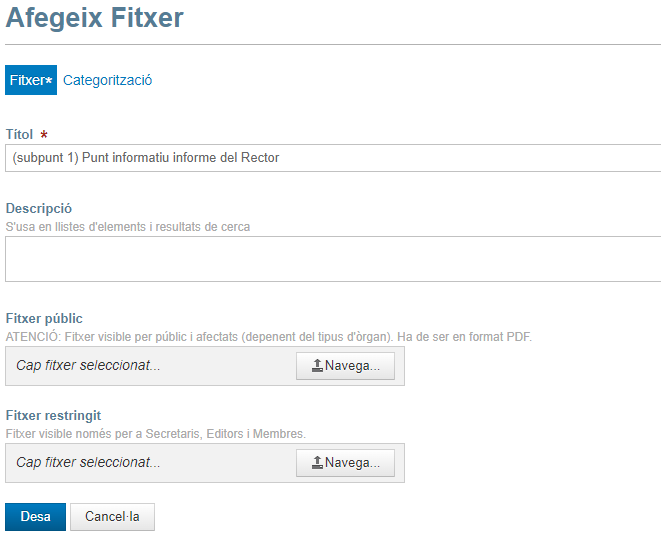 Afegeix Fitxer
Fitxer* Categorització
Títol *
(subpunt 1) Punt informatiu informe del Rector
Descripció
S'usa en llistes d'elements i resultats de cerca
Fitxer públic
ATENCIÓ: Fitxer visible per públic i afectats (depenent del tipus d'òrgan). Ha de ser en format PDF.
Cap fitxer seleccionat... Navega...
Fitxer restringit
Fitxer visible només per a Secretaris, Editors i Membres.
Cap fitxer seleccionat... Navega...
Desa Cancel·la